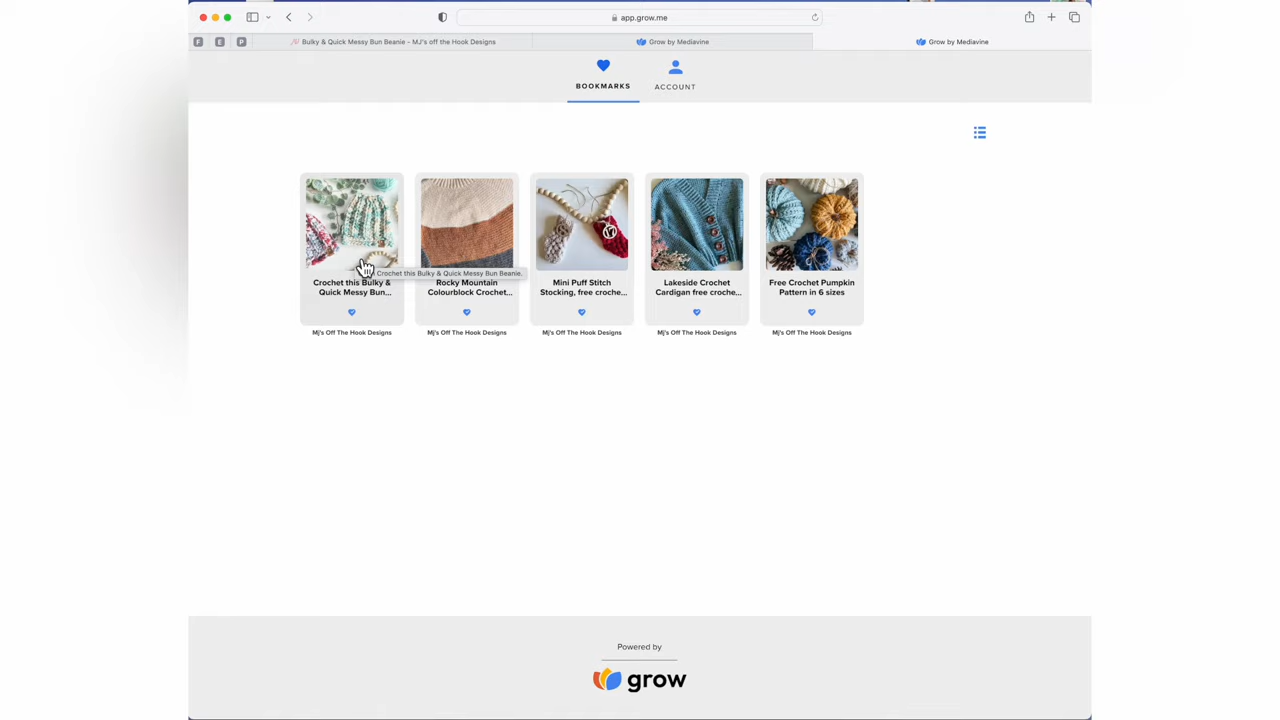 app.grow.me
F
E
P
Bulky & Quick Messy Bun Beanie – MJ's off the Hook Designs
Grow by Mediavine
Grow by Mediavine
BOOKMARKS
ACCOUNT
Crochet this Bulky & Quick Messy Bun Beanie.
Crochet this Bulky &
Quick Messy Bun...
Mj's Off The Hook Designs
Rocky Mountain
Colourblock Crochet...
Mj's Off The Hook Designs
Mini Puff Stitch
Stocking, free croche...
Mj's Off The Hook Designs
Lakeside Crochet
Cardigan free croche...
Mj's Off The Hook Designs
Free Crochet Pumpkin
Pattern in 6 sizes
Mj's Off The Hook Designs
Powered by
grow